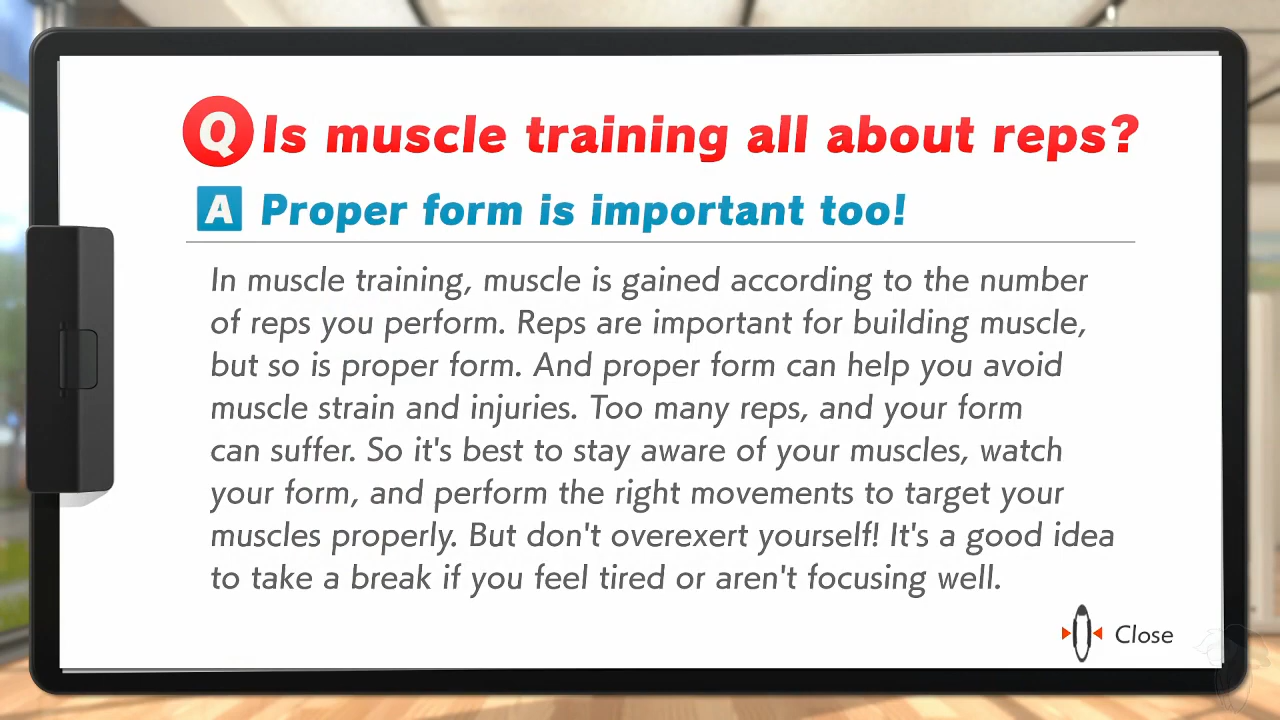 Q Is muscle training all about reps?
A Proper form is important too!
In muscle training, muscle is gained according to the number
of reps you perform. Reps are important for building muscle,
but so is proper form. And proper form can help you avoid
muscle strain and injuries. Too many reps, and your form
can suffer. So it's best to stay aware of your muscles, watch
your form, and perform the right movements to target your
muscles properly. But don't overexert yourself! It's a good idea
to take a break if you feel tired or aren't focusing well.
Close